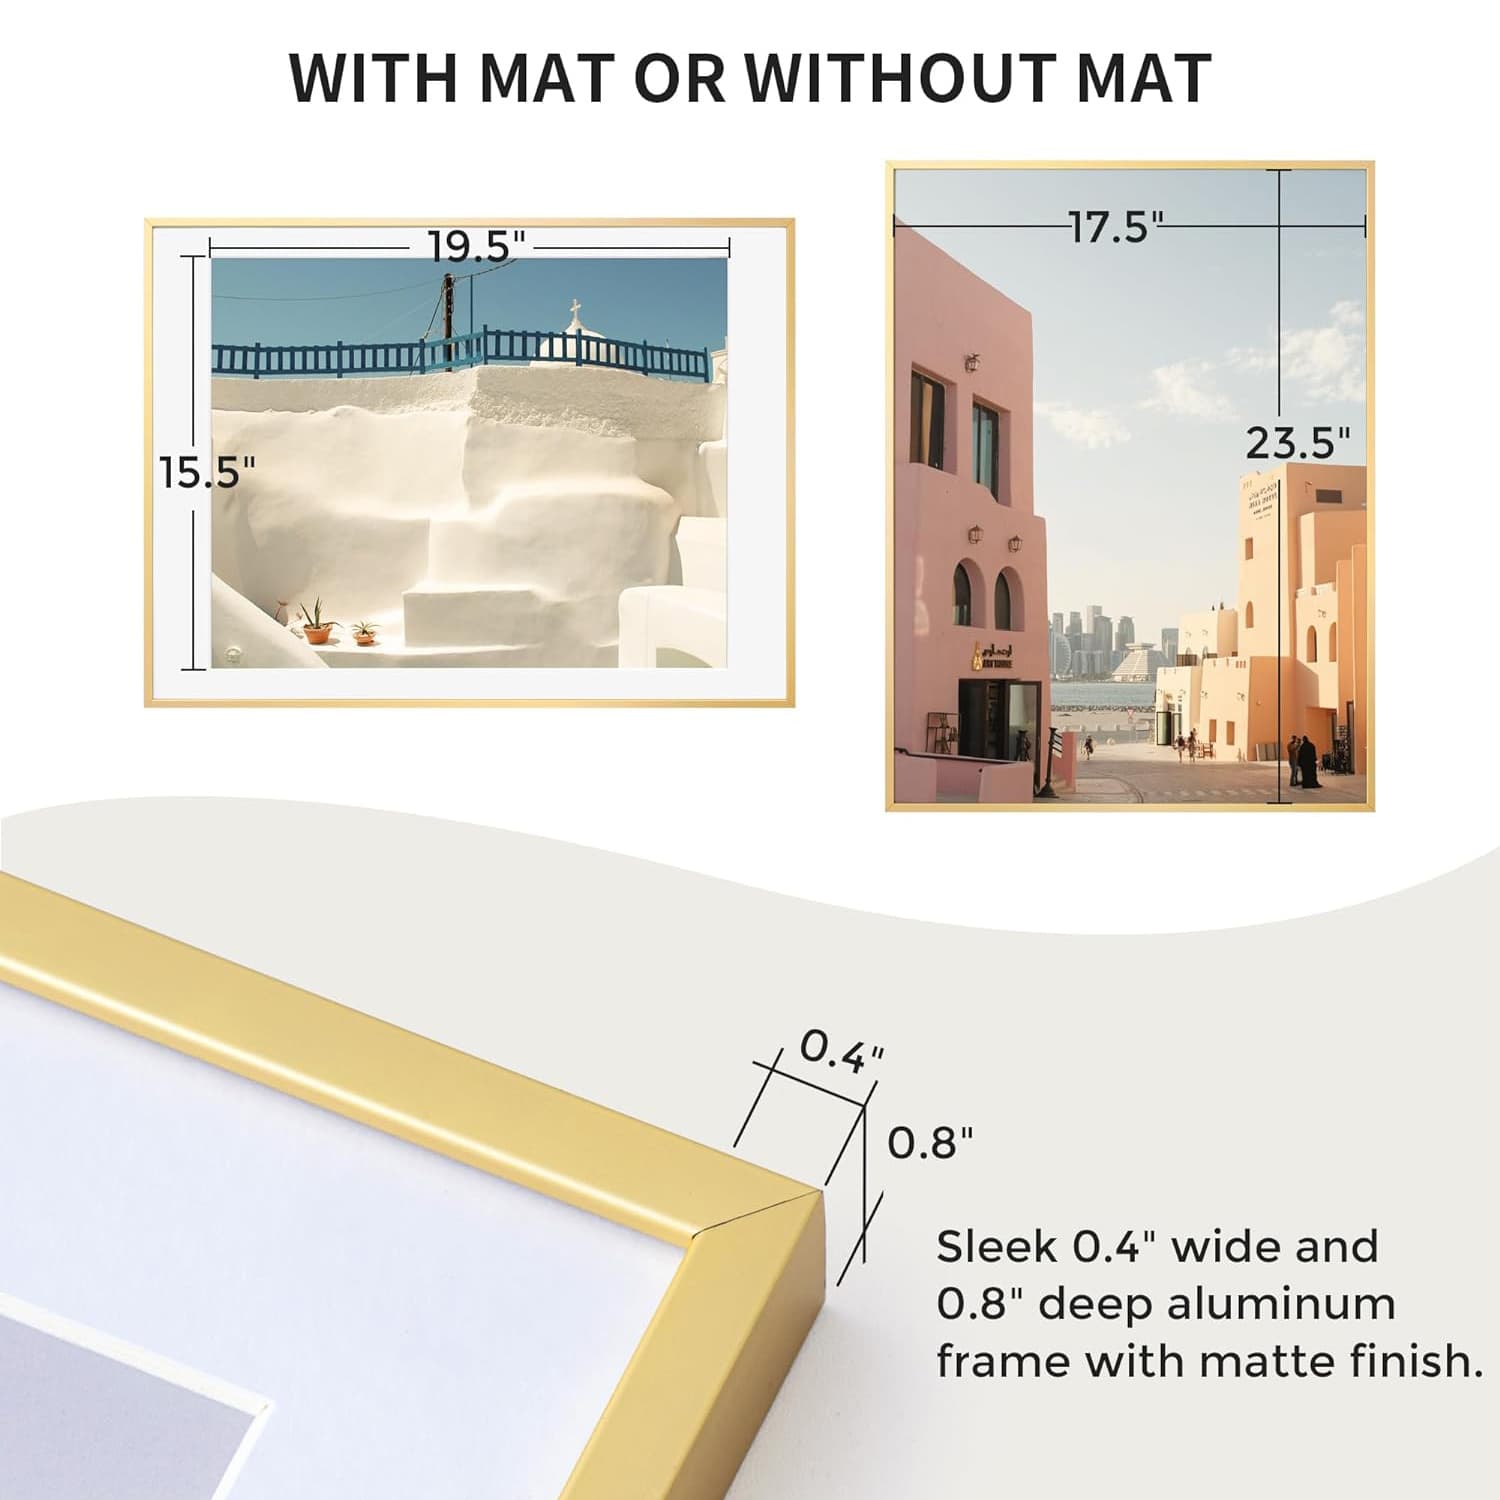 WITH MAT OR WITHOUT MAT
19.5"
15.5"
17.5"
23.5"
0.4"
0.8"
Sleek 0.4" wide and
0.8" deep aluminum
frame with matte finish.